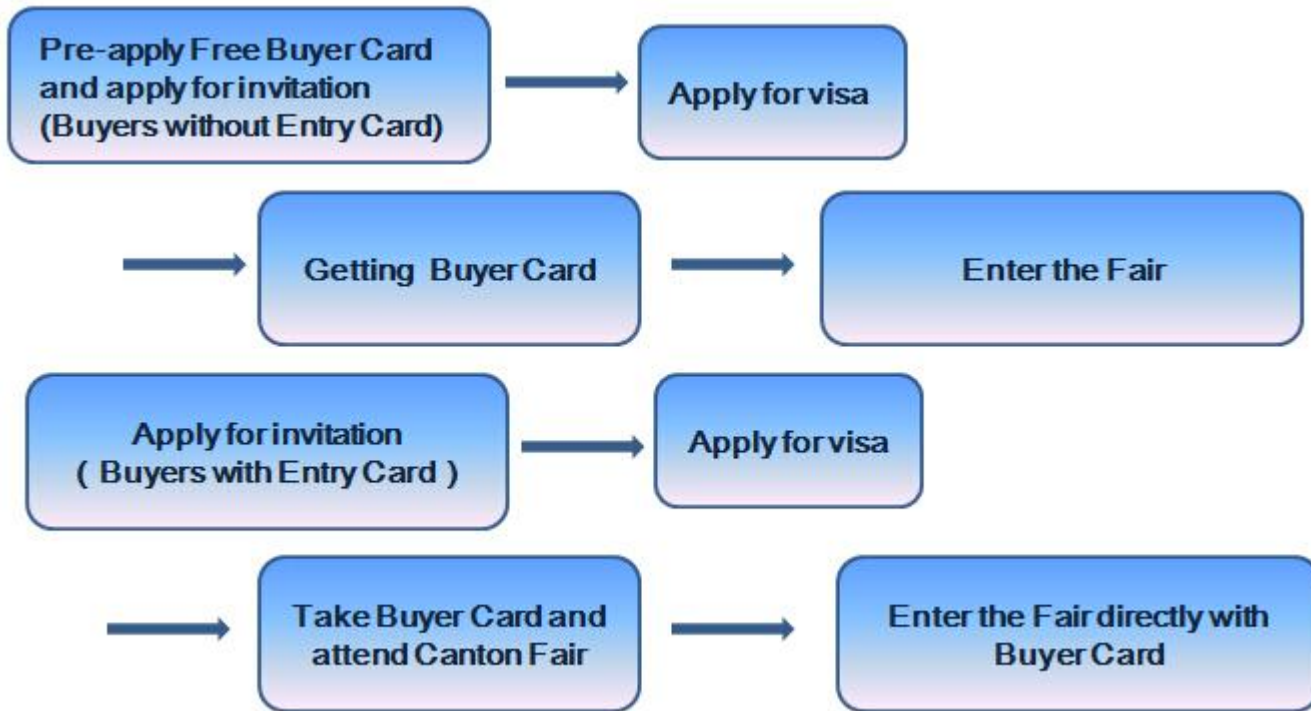 Pre-apply Free Buyer Card
and apply for invitation
(Buyers without Entry Card)
Apply for visa
Getting Buyer Card
Enter the Fair
Apply for invitation
( Buyers with Entry Card )
Apply for visa
Take Buyer Card and
attend Canton Fair
Enter the Fair directly with
Buyer Card